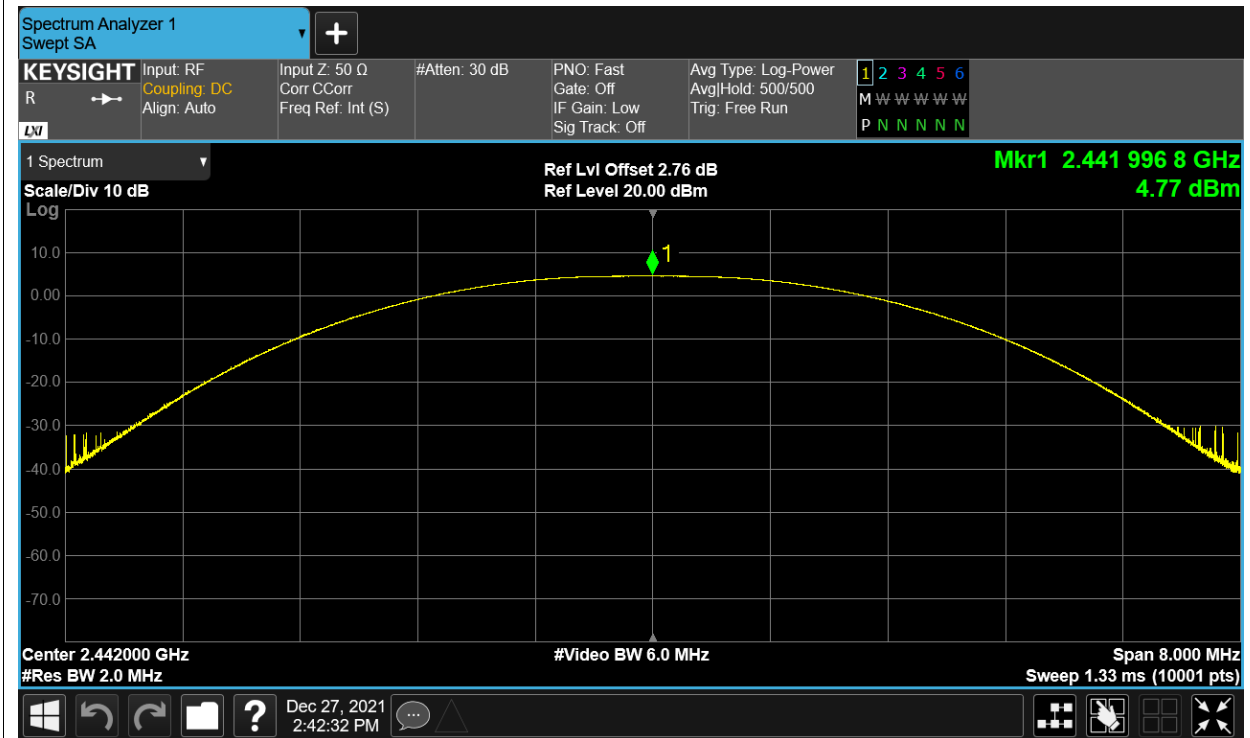 Spectrum Analyzer 1
Swept SA
KEYSIGHT
R
LXI
Input: RF
Coupling: DC
Align: Auto
Input Z: 50 Ω
Corr CCorr
Freq Ref: Int (S)
#Atten: 30 dB
PNO: Fast
Gate: Off
IF Gain: Low
Sig Track: Off
Avg Type: Log-Power
Avg|Hold: 500/500
Trig: Free Run
1 2 3 4 5 6
M W W W W W
P N N N N N N
1 Spectrum
Scale/Div 10 dB
Log
Ref Lvl Offset 2.76 dB
Ref Level 20.00 dBm
Mkr1 2.441 996 8 GHz
4.77 dBm
1
10.0
0.00
-10.0
-20.0
-30.0
-40.0
-50.0
-60.0
-70.0
Center 2.442000 GHz
#Res BW 2.0 MHz
#Video BW 6.0 MHz
Span 8.000 MHz
Sweep 1.33 ms (10001 pts)
?
Dec 27, 2021
2:42:32 PM